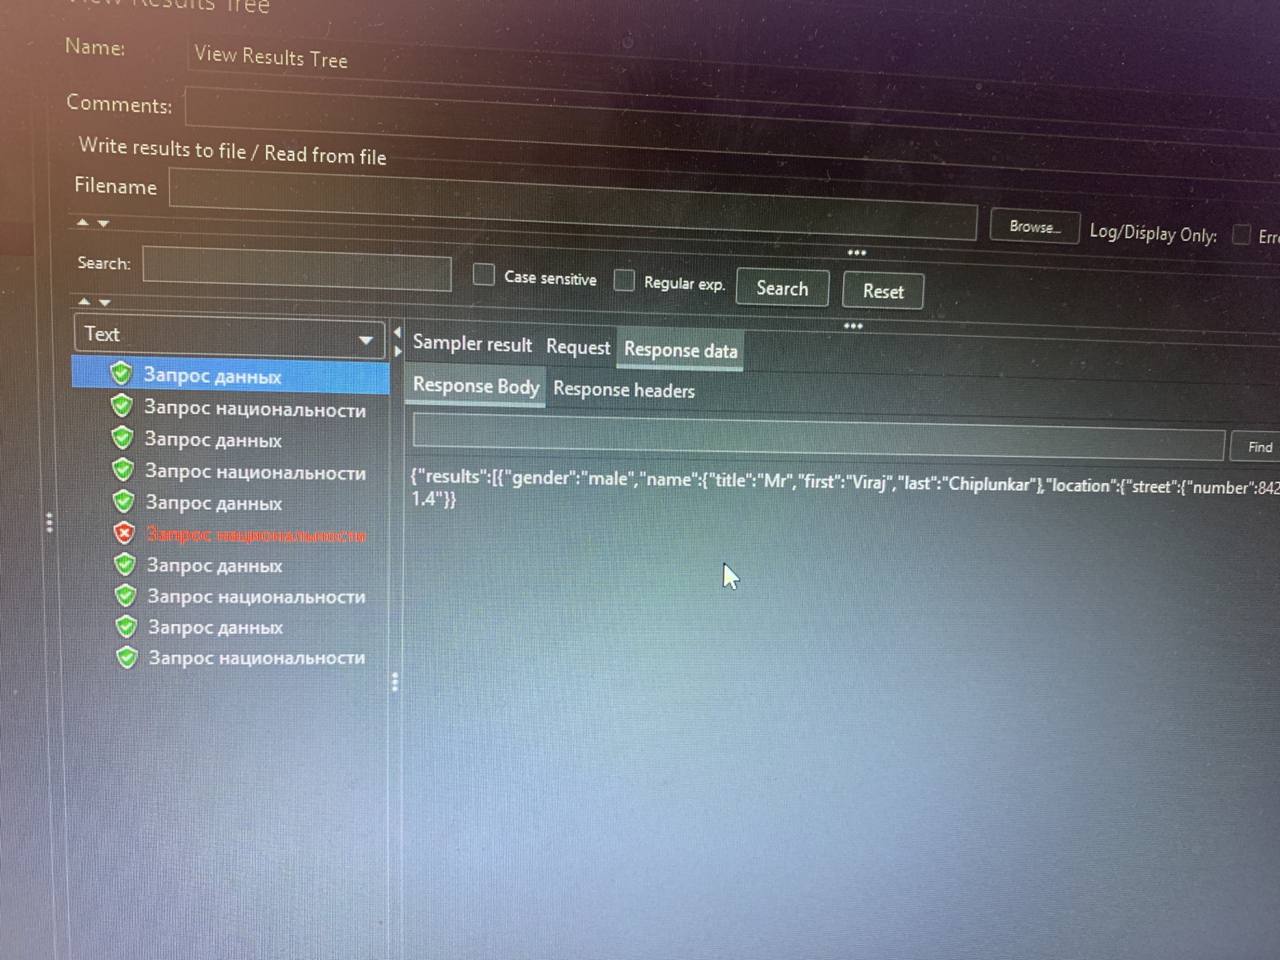 View Results Tree
Name: View Results Tree
Comments:
Write results to file / Read from file
Filename Browse... Log/Display Only:
Search: Case sensitive Regular exp. Search Reset
Text
Sampler result Request Response data
Response Body Response headers
Find
{"results":[{"gender":"male","name":{"title":"Mr","first":"Viraj","last":"Chiplunkar"},"location":{"street":{"number":842
1.4"}}
Запрос данных
Запрос национальности
Запрос данных
Запрос национальности
Запрос данных
Запрос национальности
Запрос данных
Запрос национальности
Запрос данных
Запрос национальности